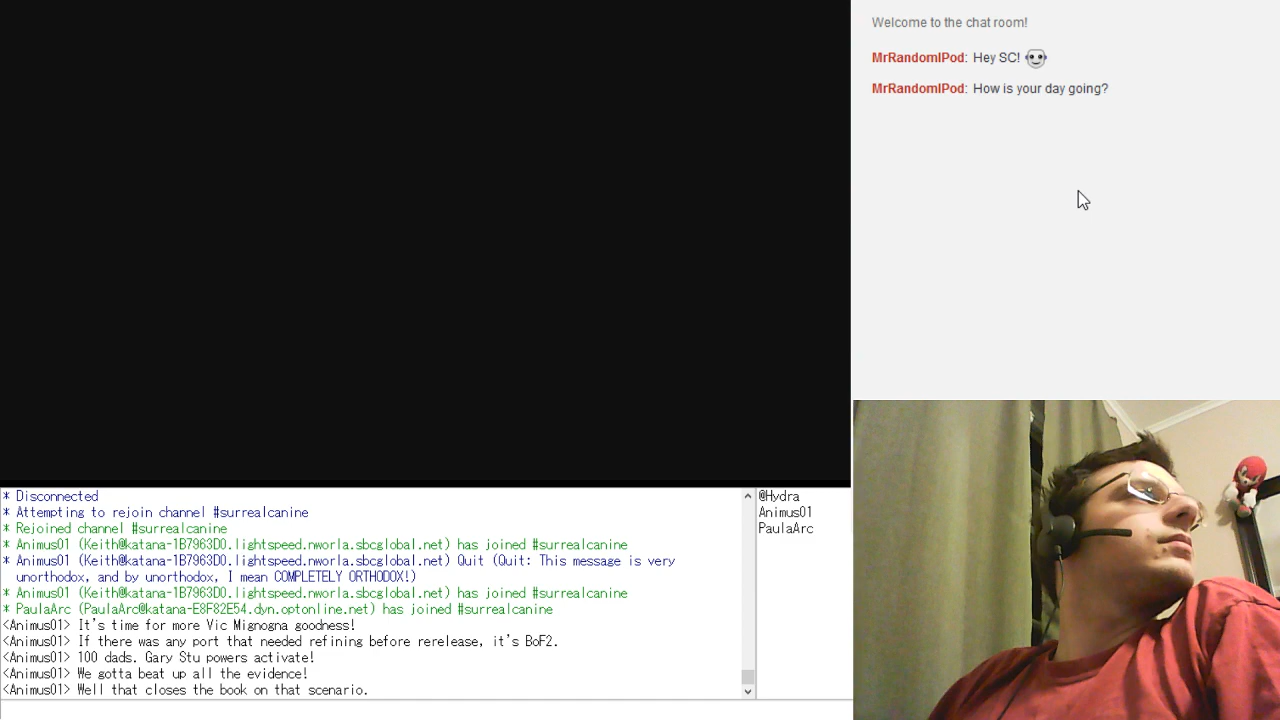 Welcome to the chat room!
MrRandomIPod: Hey SC!
MrRandomIPod: How is your day going?
* Disconnected
* Attempting to rejoin channel #surrealcanine
* Rejoined channel #surrealcanine
* Animus01 (Keith@katana-1B7963D0.lightspeed.nworla.sbcglobal.net) has joined #surrealcanine
* Animus01 (Keith@katana-1B7963D0.lightspeed.nworla.sbcglobal.net) Quit (Quit: This message is very
unorthodox, and by unorthodox, I mean COMPLETELY ORTHODOX!)
* Animus01 (Keith@katana-1B7963D0.lightspeed.nworla.sbcglobal.net) has joined #surrealcanine
* PaulaArc (PaulaArc@katana-E8F82E54.dyn.optonline.net) has joined #surrealcanine
<Animus01> It's time for more Vic Mignogna goodness!
<Animus01> If there was any port that needed refining before rerelease, it's BoF2.
<Animus01> 100 dads. Gary Stu powers activate!
<Animus01> We gotta beat up all the evidence!
<Animus01> Well that closes the book on that scenario.
@Hydra
Animus01
PaulaArc